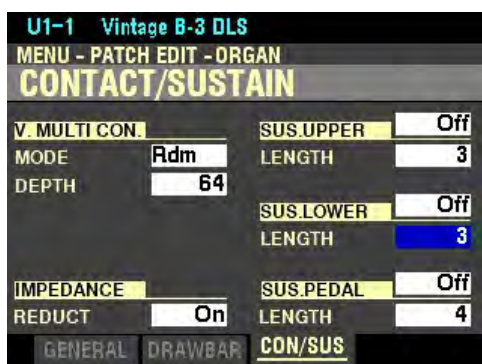 U1-1 Vintage B-3 DLS
MENU - PATCH EDIT - ORGAN
CONTACT/SUSTAIN
V. MULTI CON.
MODE Rdm
DEPTH 64
IMPEDANCE
REDUCT On
SUS.UPPER Off
LENGTH 3
SUS.LOWER Off
LENGTH 3
SUS.PEDAL Off
LENGTH 4
GENERAL DRAWBAR CON/SUS